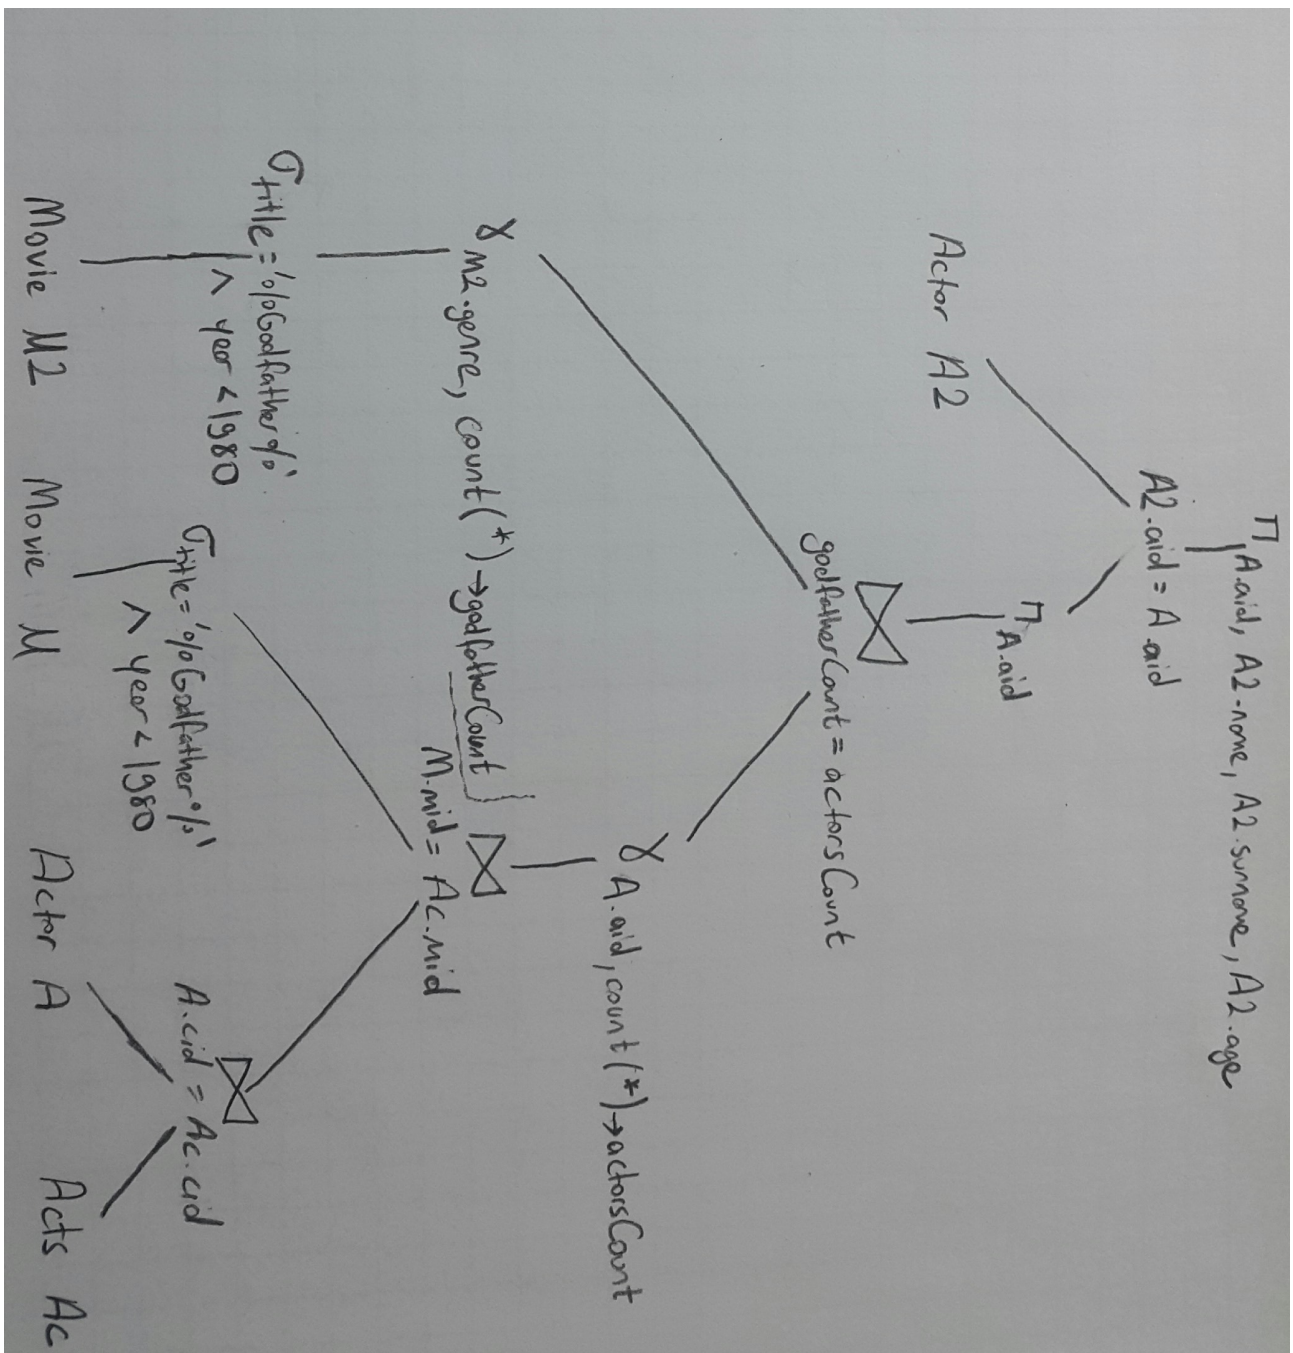 π A.aid, A2.name, A2.surname, A2.age
A2.aid = A.aid
Actor A2
π A.aid
⋈
godfatherCount = actorsCount
γ A.aid, count(*)→actorsCount
γ M2.genre, count(*)→godfatherCount
⋈
M.mid = Ac.mid
σ title = '%Godfather%'
∧ year < 1980
σ title = '%Godfather%'
∧ year < 1980
⋈
A.aid = Ac.aid
Movie M2
Movie M
Actor A
Acts Ac